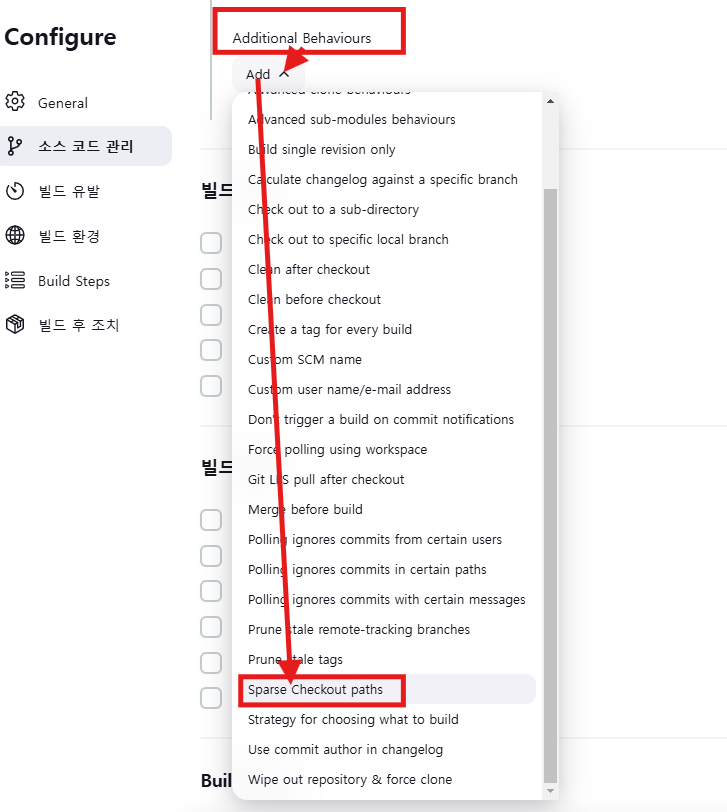 Configure
General
소스 코드 관리
빌드 유발
빌드 환경
Build Steps
빌드 후 조치
Additional Behaviours
Add
Advanced clone behaviours
Advanced sub-modules behaviours
Build single revision only
Calculate changelog against a specific branch
Check out to a sub-directory
Check out to specific local branch
Clean after checkout
Clean before checkout
Create a tag for every build
Custom SCM name
Custom user name/e-mail address
Don't trigger a build on commit notifications
Force polling using workspace
Git LFS pull after checkout
Merge before build
Polling ignores commits from certain users
Polling ignores commits in certain paths
Polling ignores commits with certain messages
Prune stale remote-tracking branches
Prune stale tags
Sparse Checkout paths
Strategy for choosing what to build
Use commit author in changelog
Wipe out repository & force clone
빌드
빌드
Buil